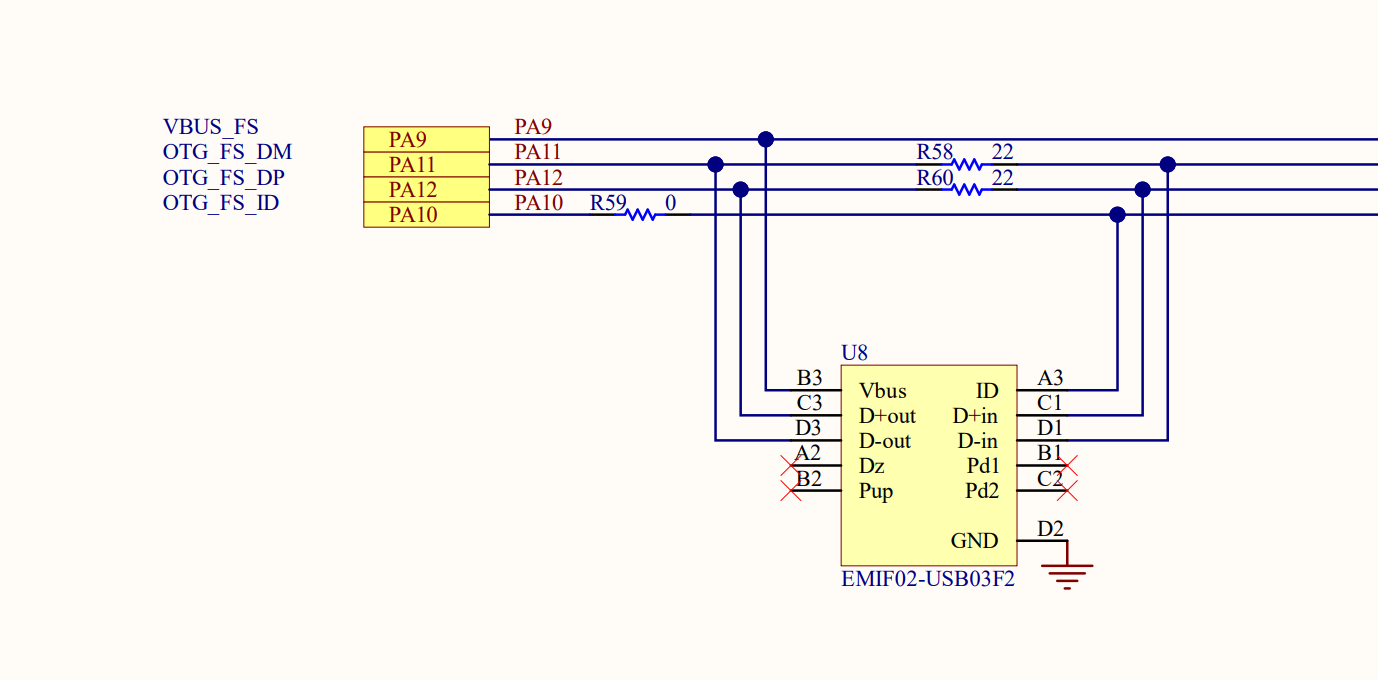 VBUS_FS PA9 PA9
OTG_FS_DM PA11 PA11 R58 22
OTG_FS_DP PA12 PA12 R60 22
OTG_FS_ID PA10 PA10 R59 0
U8
B3 Vbus ID A3
C3 D+out D+in C1
D3 D-out D-in D1
A2 Dz Pd1 B1
B2 Pup Pd2 C2
GND D2
EMIF02-USB03F2